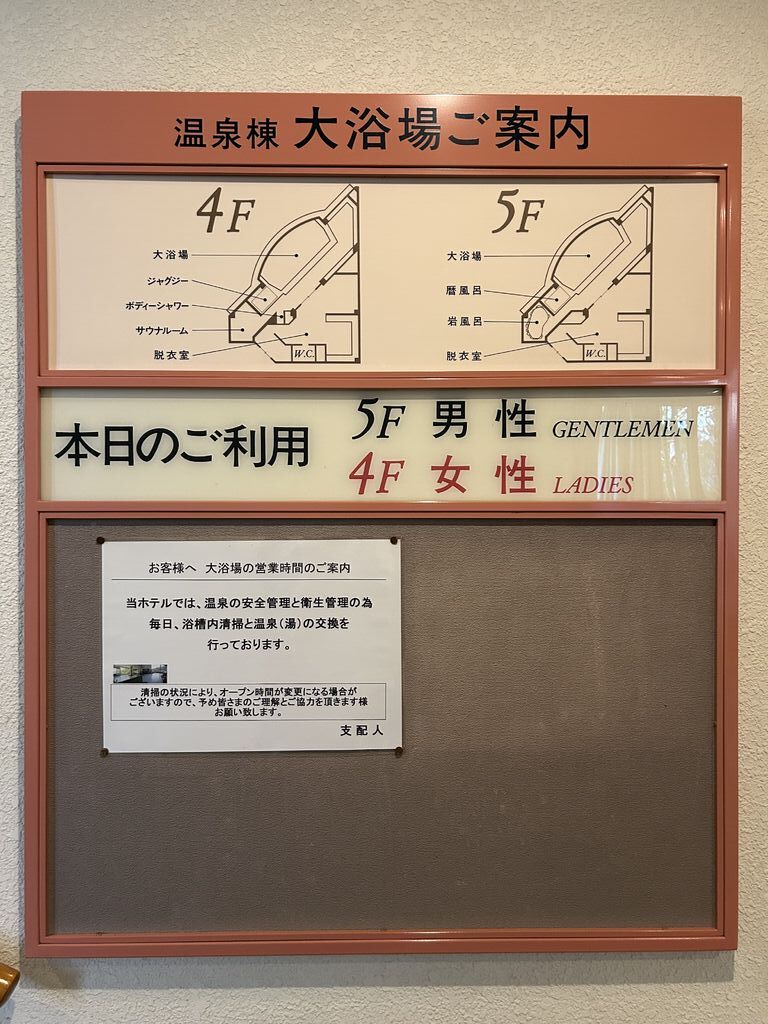 温泉棟 大浴場ご案内
4F
大浴場
ジャグジー
ボディーシャワー
サウナルーム
脱衣室
W.C.
5F
大浴場
暦風呂
岩風呂
脱衣室
W.C.
本日のご利用
5F 男性 GENTLEMEN
4F 女性 LADIES
お客様へ 大浴場の営業時間のご案内
当ホテルでは、温泉の安全管理と衛生管理の為
毎日、浴槽内清掃と温泉(湯)の交換を
行っております。
清掃の状況により、オープン時間が変更になる場合が
ございますので、予め皆さまのご理解とご協力を頂きます様
お願い致します。
支配人